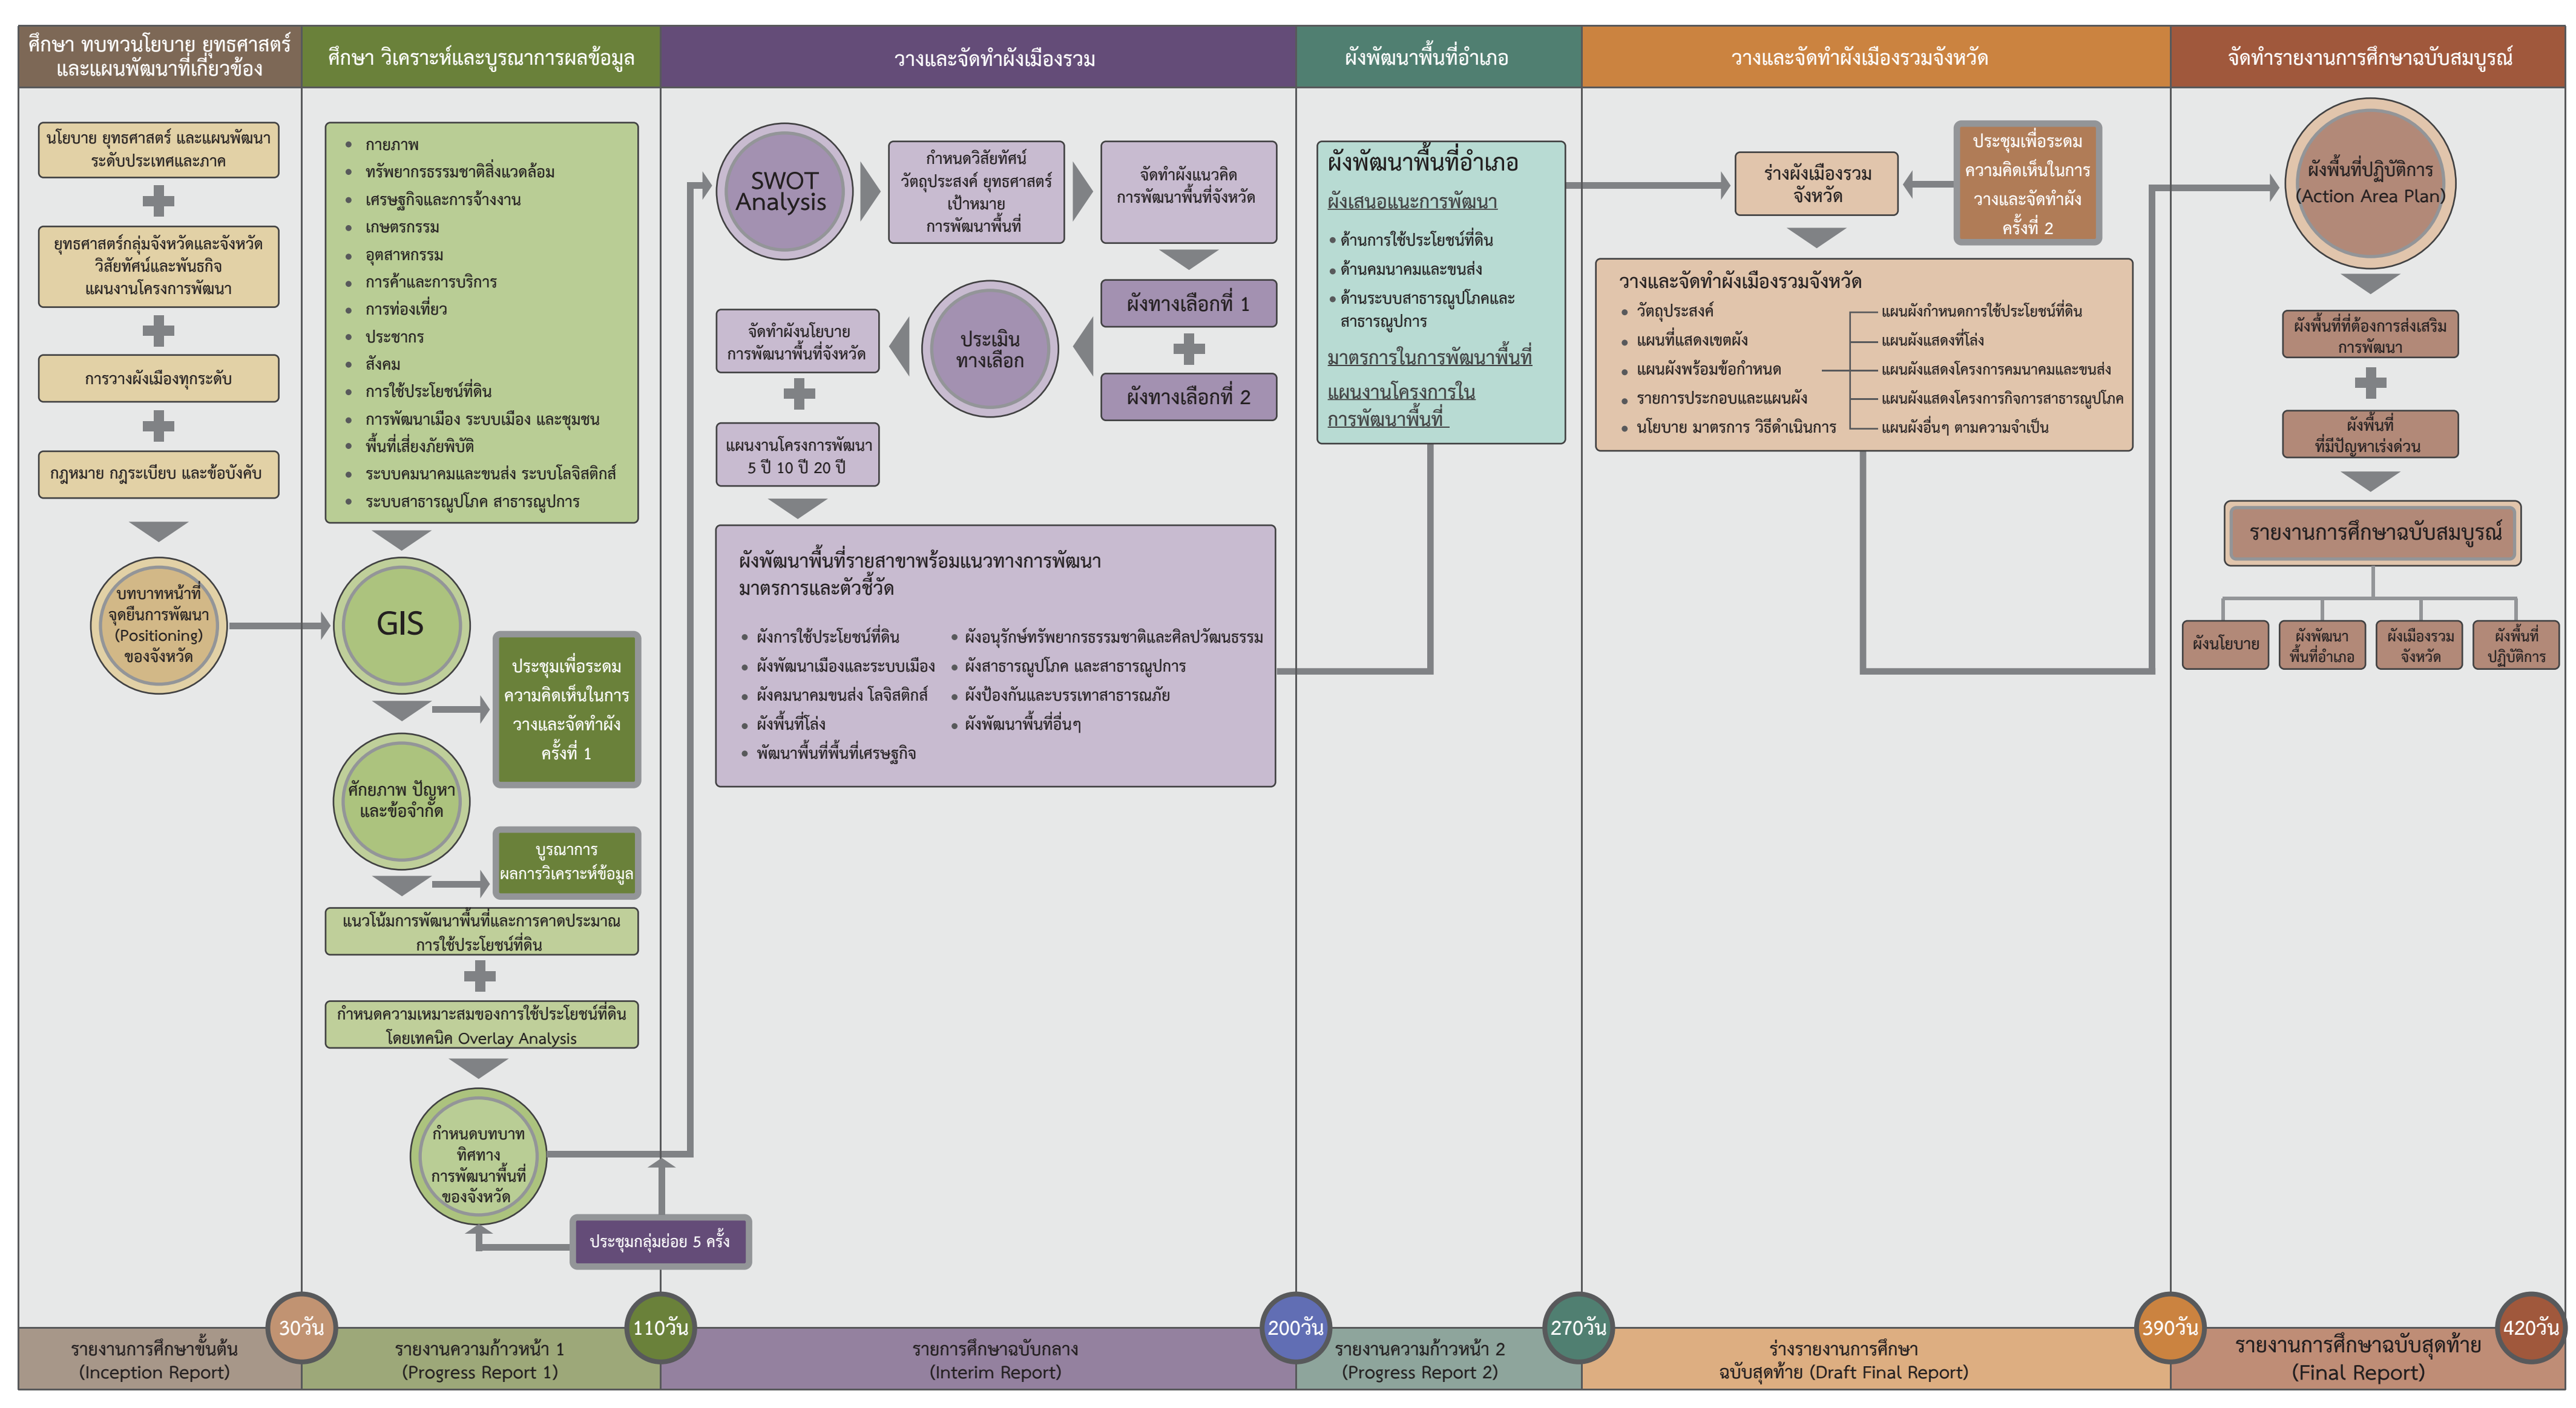 ศึกษา ทบทวนโยบาย ยุทธศาสตร์
และแผนพัฒนาที่เกี่ยวข้อง
ศึกษา วิเคราะห์และบูรณาการผลข้อมูล
วางและจัดทำผังเมืองรวม
ผังพัฒนาพื้นที่อำเภอ
วางและจัดทำผังเมืองรวมจังหวัด
จัดทำรายงานการศึกษาฉบับสมบูรณ์
นโยบาย ยุทธศาสตร์ และแผนพัฒนา
ระดับประเทศและภาค
ยุทธศาสตร์กลุ่มจังหวัดและจังหวัด
วิสัยทัศน์และพันธกิจ
แผนงานโครงการพัฒนา
การวางผังเมืองทุกระดับ
กฎหมาย กฎระเบียบ และข้อบังคับ
บทบาทหน้าที่
จุดยืนการพัฒนา
(Positioning)
ของจังหวัด
• กายภาพ
• ทรัพยากรธรรมชาติสิ่งแวดล้อม
• เศรษฐกิจและการจ้างงาน
• เกษตรกรรม
• อุตสาหกรรม
• การค้าและการบริการ
• การท่องเที่ยว
• ประชากร
• สังคม
• การใช้ประโยชน์ที่ดิน
• การพัฒนาเมือง ระบบเมือง และชุมชน
• พื้นที่เสี่ยงภัยพิบัติ
• ระบบคมนาคมและขนส่ง ระบบโลจิสติกส์
• ระบบสาธารณูปโภค สาธารณูปการ
GIS
ประชุมเพื่อระดม
ความคิดเห็นในการ
วางและจัดทำผัง
ครั้งที่ 1
ศักยภาพ ปัญหา
และข้อจำกัด
บูรณาการ
ผลการวิเคราะห์ข้อมูล
แนวโน้มการพัฒนาพื้นที่และการคาดประมาณ
การใช้ประโยชน์ที่ดิน
กำหนดความเหมาะสมของการใช้ประโยชน์ที่ดิน
โดยเทคนิค Overlay Analysis
กำหนดบทบาท
ทิศทาง
การพัฒนาพื้นที่
ของจังหวัด
ประชุมกลุ่มย่อย 5 ครั้ง
SWOT
Analysis
กำหนดวิสัยทัศน์
วัตถุประสงค์ ยุทธศาสตร์
เป้าหมาย
การพัฒนาพื้นที่
จัดทำผังแนวคิด
การพัฒนาพื้นที่จังหวัด
ผังทางเลือกที่ 1
ผังทางเลือกที่ 2
ประเมิน
ทางเลือก
จัดทำผังนโยบาย
การพัฒนาพื้นที่จังหวัด
แผนงานโครงการพัฒนา
5 ปี 10 ปี 20 ปี
ผังพัฒนาพื้นที่รายสาขาพร้อมแนวทางการพัฒนา
มาตรการและตัวชี้วัด
• ผังการใช้ประโยชน์ที่ดิน
• ผังพัฒนาเมืองและระบบเมือง
• ผังคมนาคมขนส่ง โลจิสติกส์
• ผังพื้นที่โล่ง
• พัฒนาพื้นที่พื้นที่เศรษฐกิจ
• ผังอนุรักษ์ทรัพยากรธรรมชาติและศิลปวัฒนธรรม
• ผังสาธารณูปโภค และสาธารณูปการ
• ผังป้องกันและบรรเทาสาธารณภัย
• ผังพัฒนาพื้นที่อื่นๆ
ผังพัฒนาพื้นที่อำเภอ
ผังเสนอแนะการพัฒนา
• ด้านการใช้ประโยชน์ที่ดิน
• ด้านคมนาคมและขนส่ง
• ด้านระบบสาธารณูปโภคและ
สาธารณูปการ
มาตรการในการพัฒนาพื้นที่
แผนงานโครงการใน
การพัฒนาพื้นที่
ร่างผังเมืองรวม
จังหวัด
ประชุมเพื่อระดม
ความคิดเห็นในการ
วางและจัดทำผัง
ครั้งที่ 2
วางและจัดทำผังเมืองรวมจังหวัด
• วัตถุประสงค์
• แผนที่แสดงเขตผัง
• แผนผังพร้อมข้อกำหนด
• รายการประกอบและแผนผัง
• นโยบาย มาตรการ วิธีดำเนินการ
แผนผังกำหนดการใช้ประโยชน์ที่ดิน
แผนผังแสดงที่โล่ง
แผนผังแสดงโครงการคมนาคมและขนส่ง
แผนผังแสดงโครงการกิจการสาธารณูปโภค
แผนผังอื่นๆ ตามความจำเป็น
ผังพื้นที่ปฏิบัติการ
(Action Area Plan)
ผังพื้นที่ที่ต้องการส่งเสริม
การพัฒนา
ผังพื้นที่
ที่มีปัญหาเร่งด่วน
รายงานการศึกษาฉบับสมบูรณ์
ผังนโยบาย
ผังพัฒนา
พื้นที่อำเภอ
ผังเมืองรวม
จังหวัด
ผังพื้นที่
ปฏิบัติการ
30วัน
110วัน
200วัน
270วัน
390วัน
420วัน
รายงานการศึกษาขั้นต้น
(Inception Report)
รายงานความก้าวหน้า 1
(Progress Report 1)
รายการศึกษาฉบับกลาง
(Interim Report)
รายงานความก้าวหน้า 2
(Progress Report 2)
ร่างรายงานการศึกษา
ฉบับสุดท้าย (Draft Final Report)
รายงานการศึกษาฉบับสุดท้าย
(Final Report)